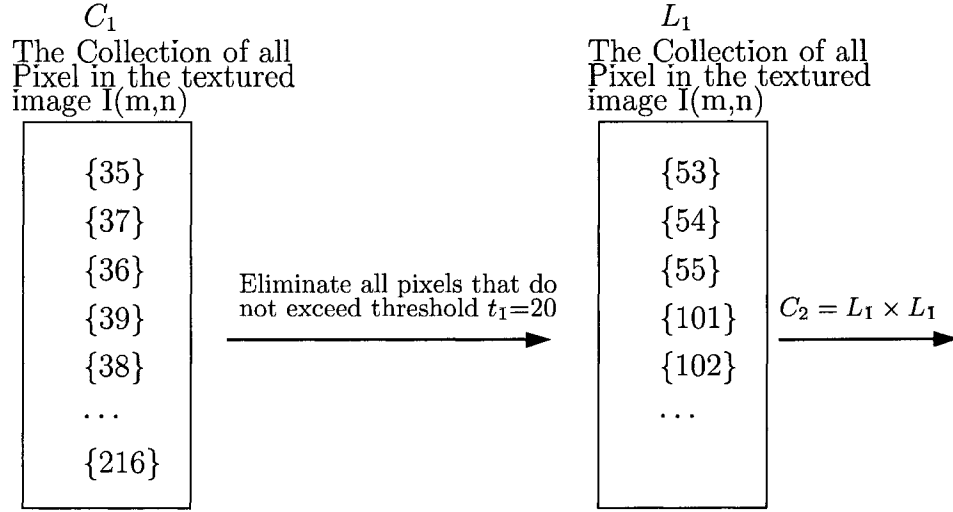 C₁
The Collection of all
Pixel in the textured
image I(m,n)
{35}
{37}
{36}
{39}
{38}
...
{216}
Eliminate all pixels that do
not exceed threshold t₁=20
L₁
The Collection of all
Pixel in the textured
image I(m,n)
{53}
{54}
{55}
{101}
{102}
...
C₂ = L₁ × L₁